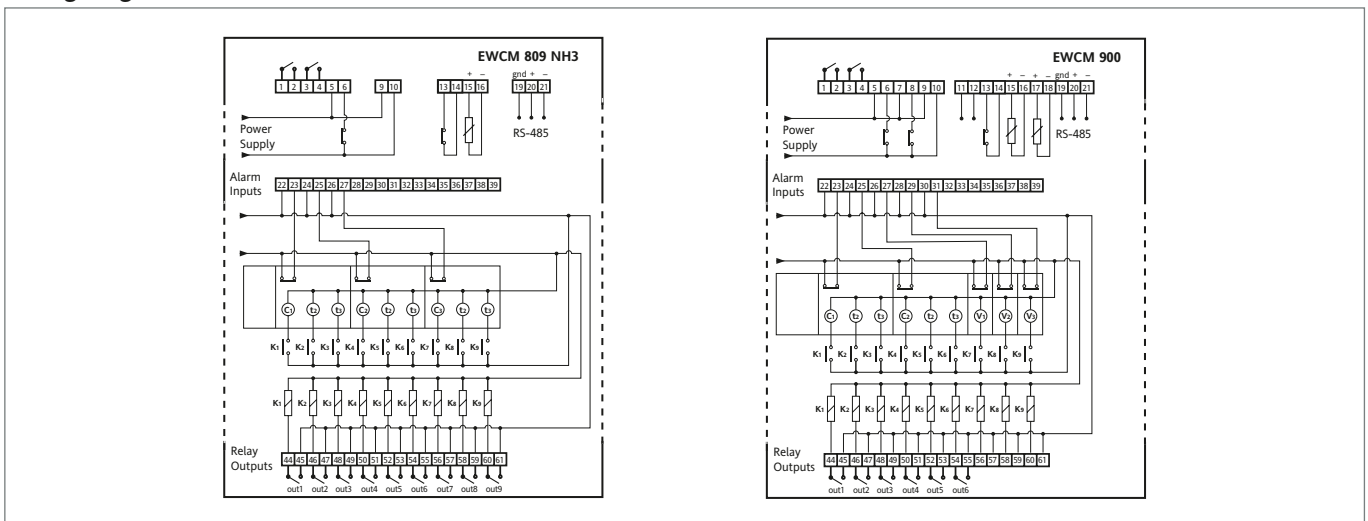 EWCM 809 NH3
+ – gnd + –
1 2 3 4 5 6 9 10 13 14 15 16 19 20 21
Power
Supply
RS-485
Alarm
Inputs
22 23 24 25 26 27 28 29 30 31 32 33 34 35 36 37 38 39
C1 t2 t3 C2 t2 t3 C3 t2 t3
K1 K2 K3 K4 K5 K6 K7 K8 K9
K1 K2 K3 K4 K5 K6 K7 K8 K9
Relay
Outputs
44 45 46 47 48 49 50 51 52 53 54 55 56 57 58 59 60 61
out1 out2 out3 out4 out5 out6 out7 out8 out9
EWCM 900
+ – + – gnd + –
1 2 3 4 5 6 7 8 9 10 11 12 13 14 15 16 17 18 19 20 21
Power
Supply
RS-485
Alarm
Inputs
22 23 24 25 26 27 28 29 30 31 32 33 34 35 36 37 38 39
C1 t2 t3 C2 t2 t3 V1 V2 V3
K1 K2 K3 K4 K5 K6 K7 K8 K9
K1 K2 K3 K4 K5 K6 K7 K8 K9
Relay
Outputs
44 45 46 47 48 49 50 51 52 53 54 55 56 57 58 59 60 61
out1 out2 out3 out4 out5 out6